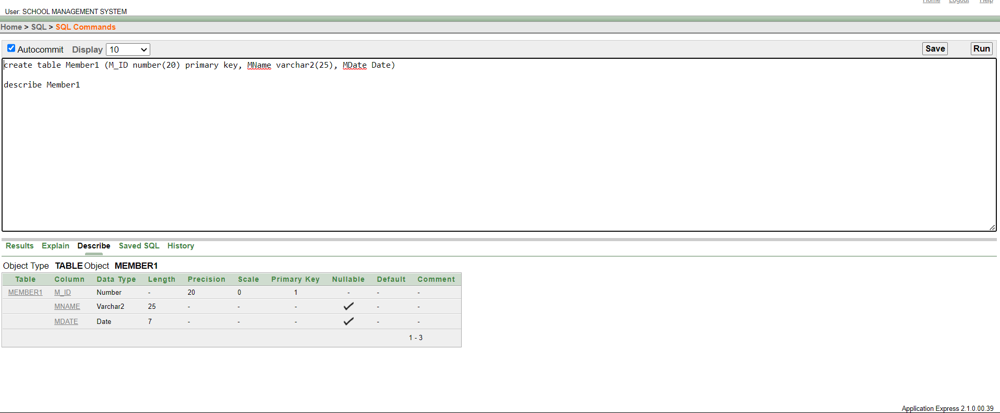 Home Logout Help
User: SCHOOL MANAGEMENT SYSTEM
Home > SQL > SQL Commands
Autocommit Display 10 Save Run
create table Member1 (M_ID number(20) primary key, MName varchar2(25), MDate Date)
describe Member1
Results Explain Describe Saved SQL History
Object Type TABLE Object MEMBER1
Table Column Data Type Length Precision Scale Primary Key Nullable Default Comment
MEMBER1 M_ID Number - 20 0 1 - - -
MNAME Varchar2 25 - - - - -
MDATE Date 7 - - - - -
1 - 3
Application Express 2.1.0.00.39